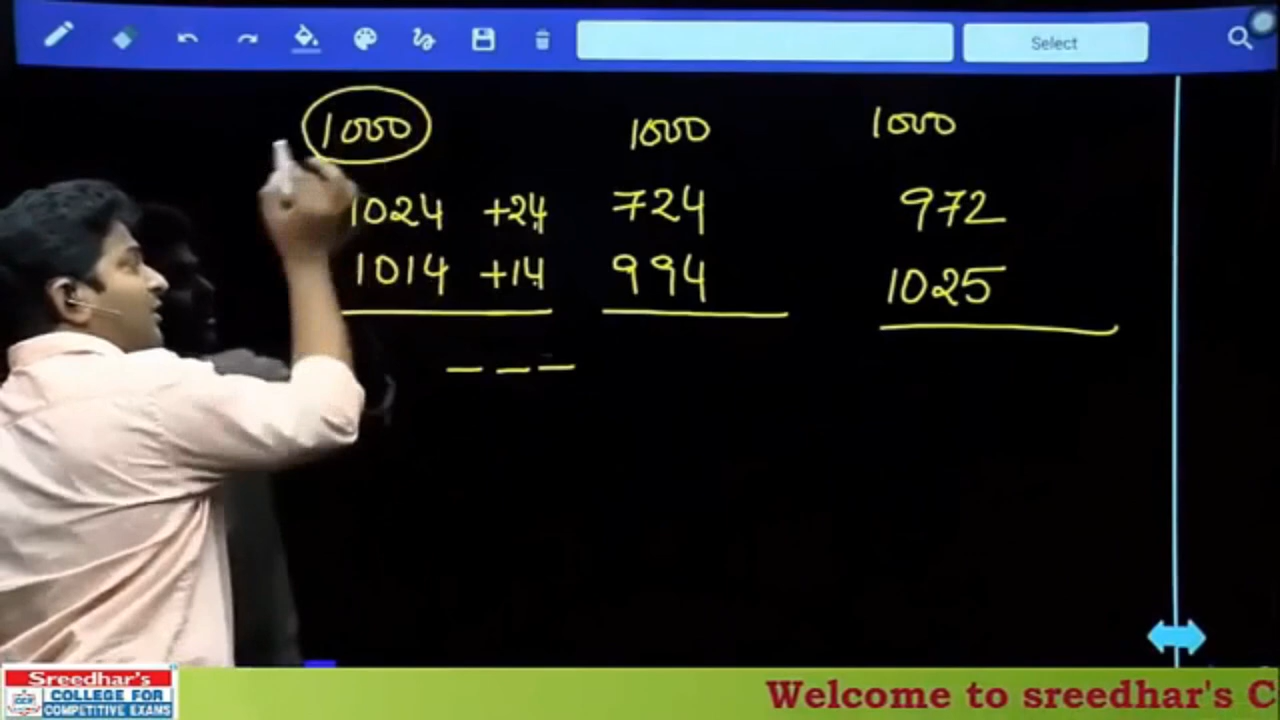 Select
1000 1000 1000
1024 +24 724 972
1014 +14 994 1025
_ _ _
Sreedhar's
CCE
COLLEGE FOR
COMPETITIVE EXAMS
Welcome to sreedhar's C